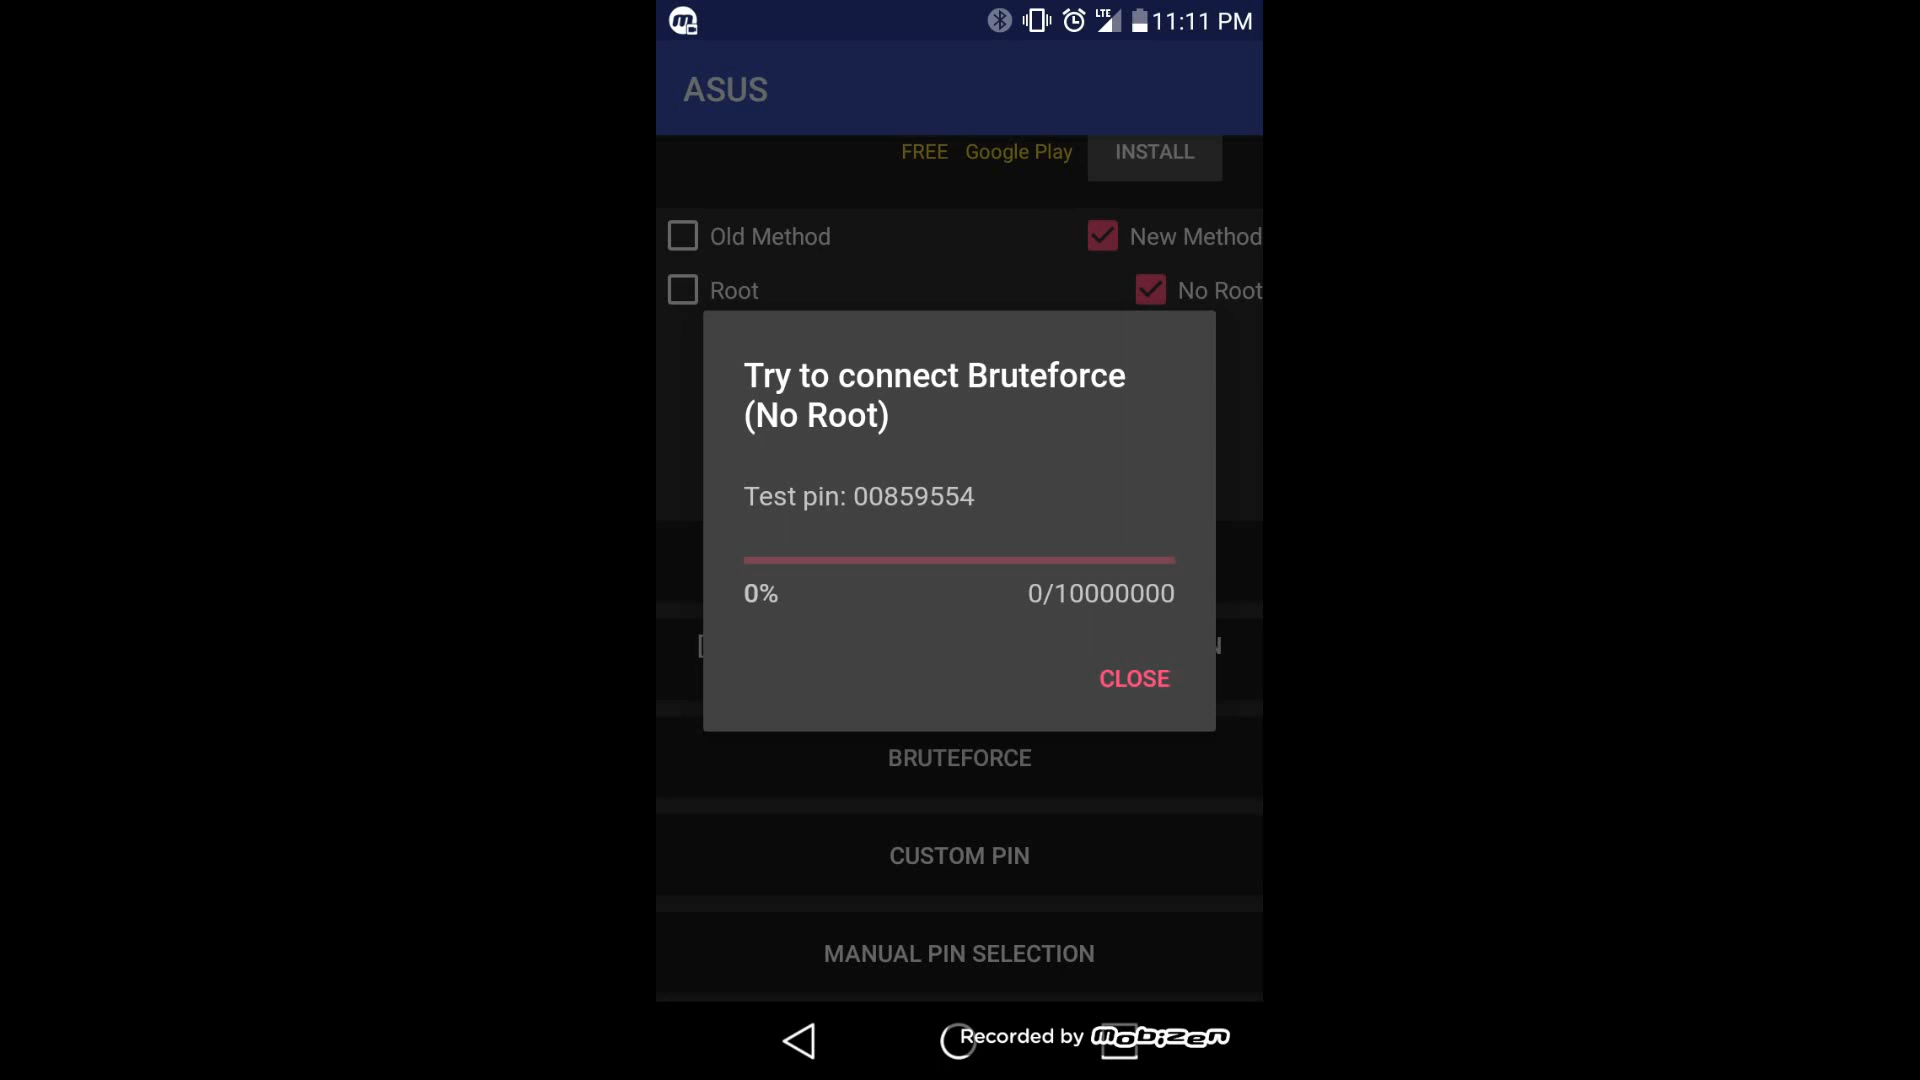 LTE 11:11 PM
ASUS
FREE Google Play INSTALL
Old Method New Method
Root No Root
Try to connect Bruteforce
(No Root)
Test pin: 00859554
0% 0/10000000
CLOSE
BRUTEFORCE
CUSTOM PIN
MANUAL PIN SELECTION
Recorded by mobizen